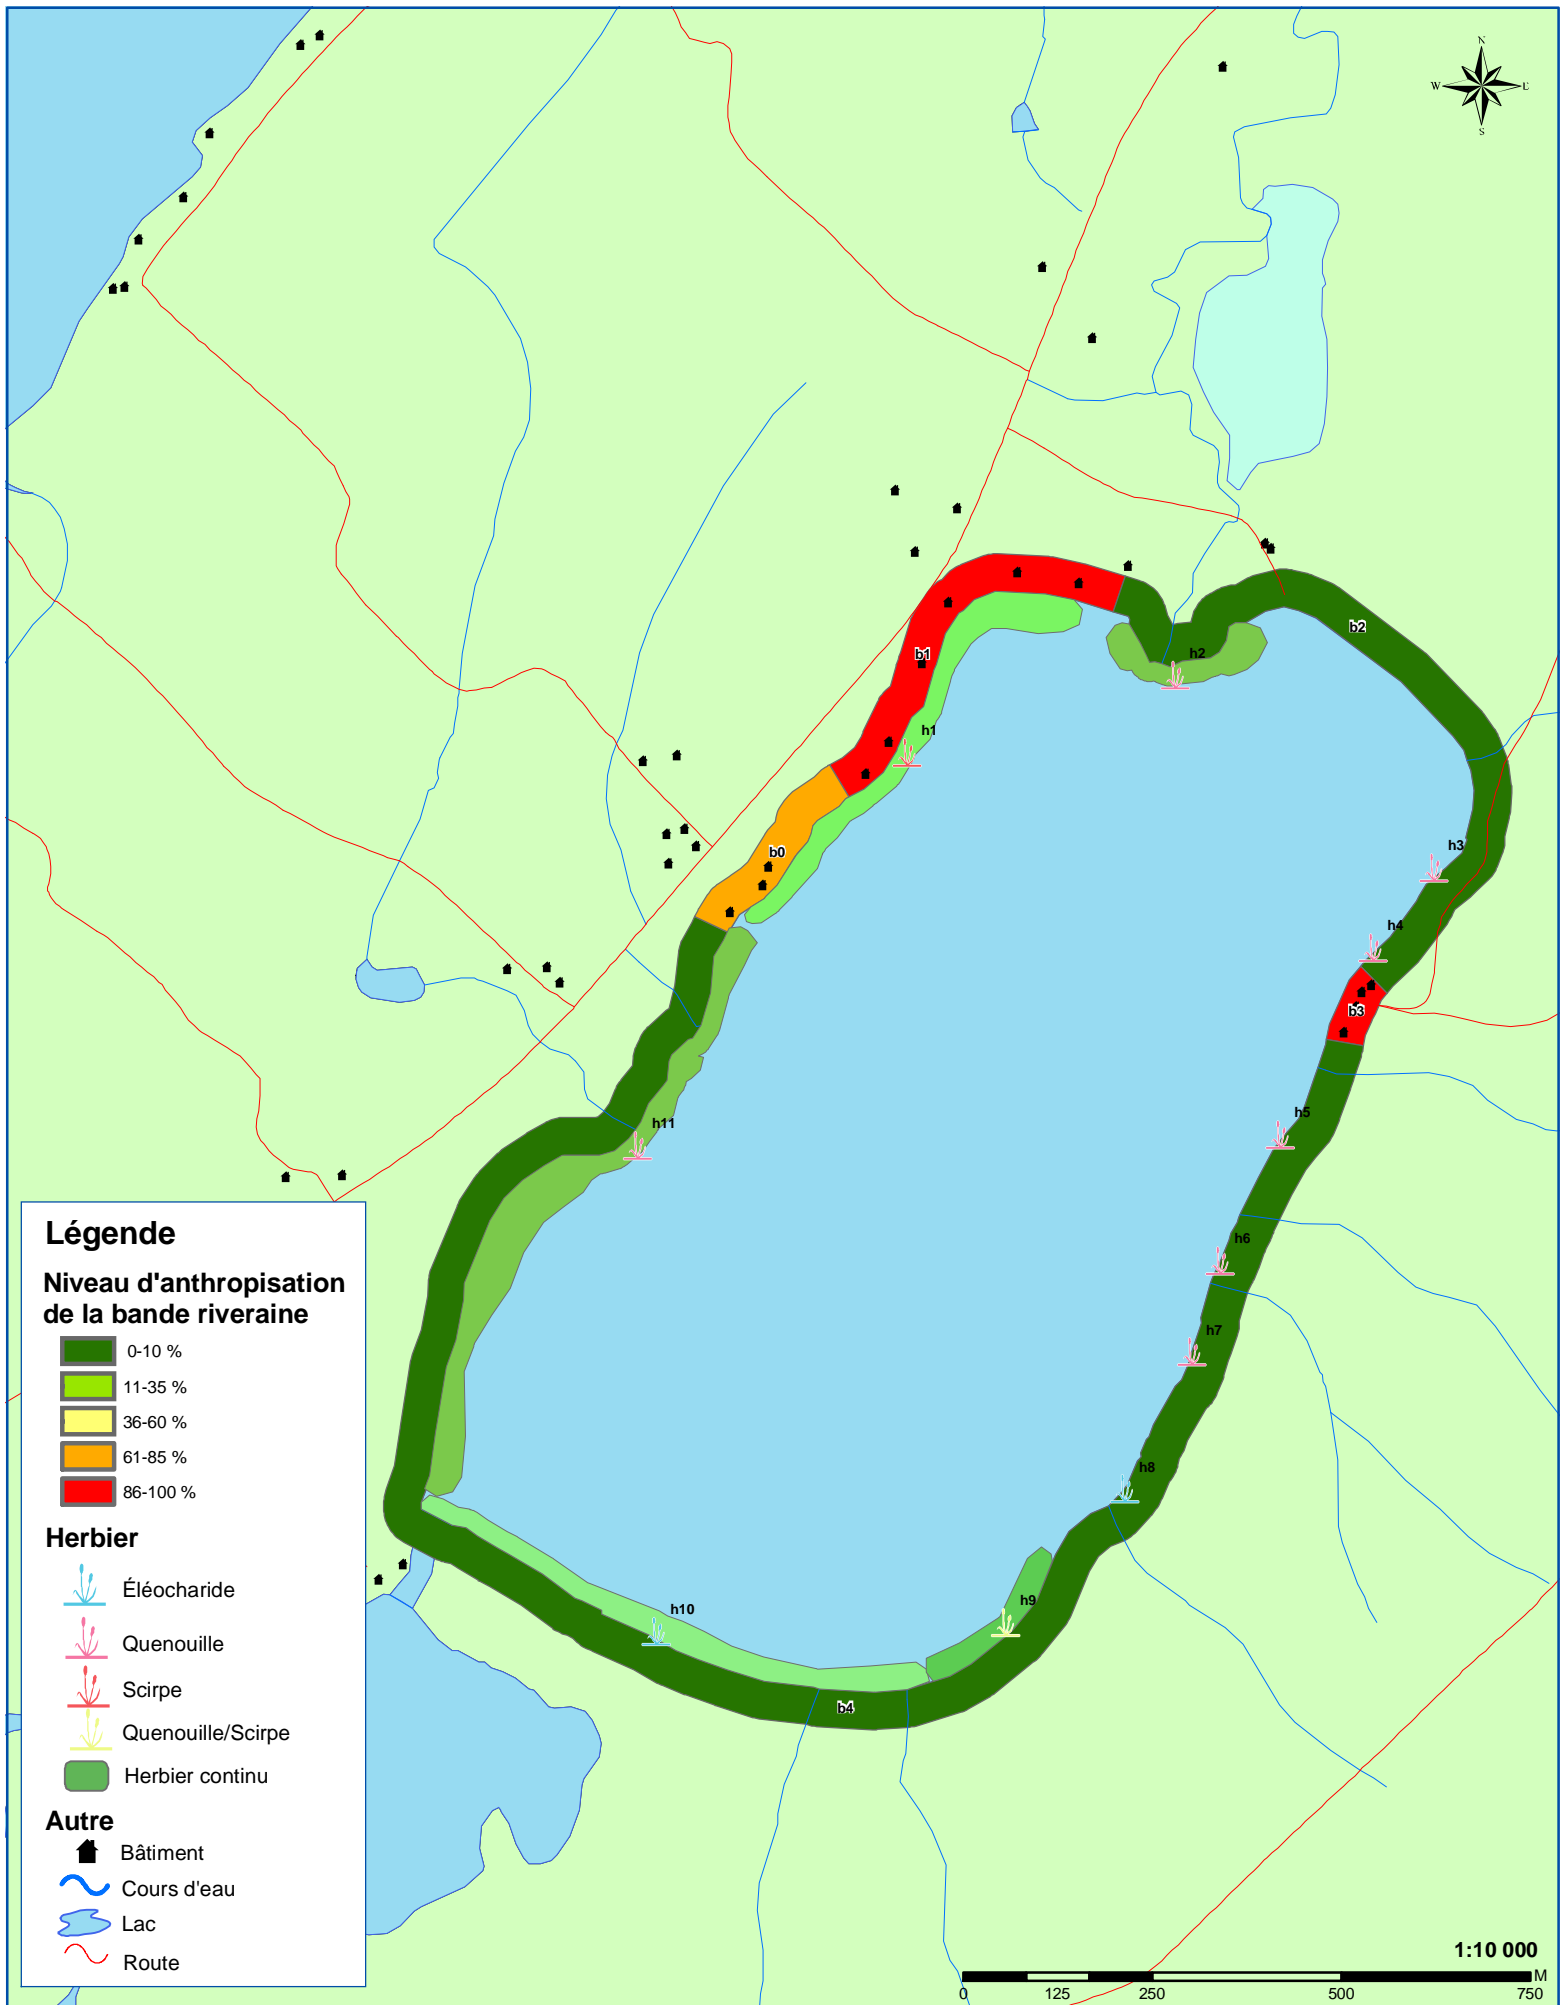 N
W E
S
b2
h2
b1
h1
b0
h3
h4
b3
h5
h11
h6
h7
h8
h9
h10
b4
Légende
Niveau d'anthropisation
de la bande riveraine
0-10 %
11-35 %
36-60 %
61-85 %
86-100 %
Herbier
Éléocharide
Quenouille
Scirpe
Quenouille/Scirpe
Herbier continu
Autre
Bâtiment
Cours d'eau
Lac
Route
1:10 000
M
0 125 250 500 750